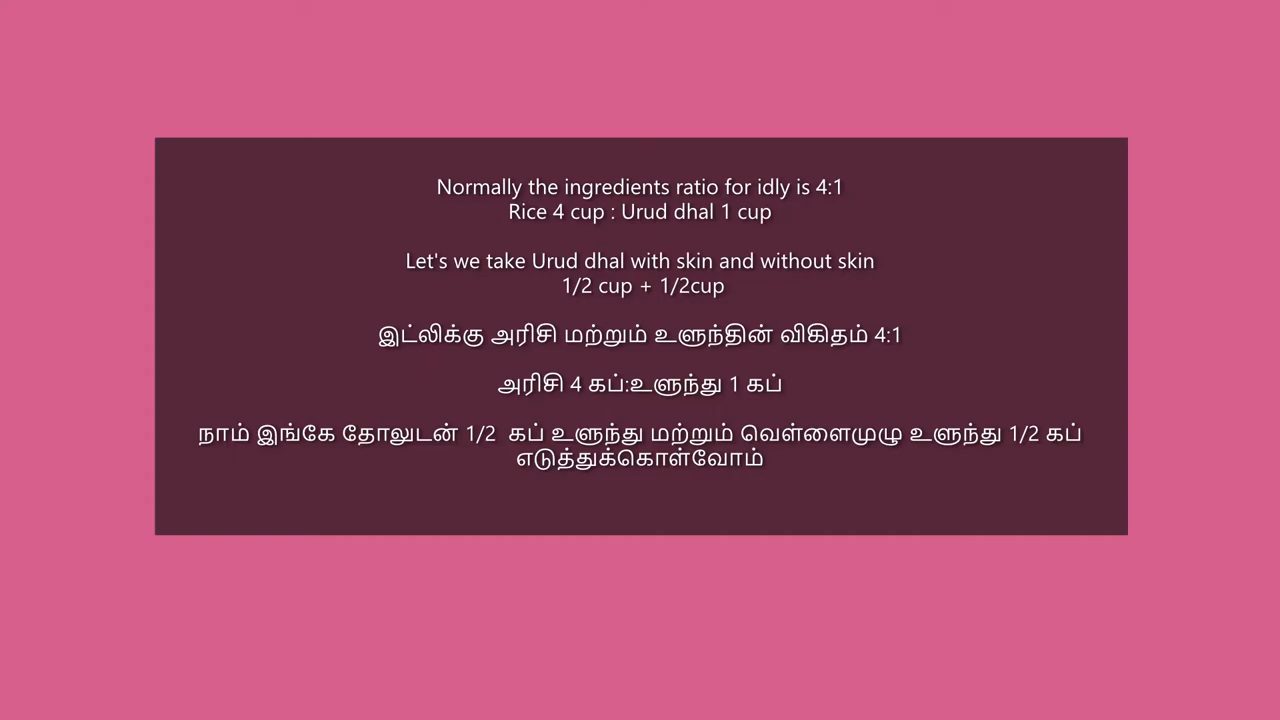 Normally the ingredients ratio for idly is 4:1
Rice 4 cup : Urud dhal 1 cup
Let's we take Urud dhal with skin and without skin
1/2 cup + 1/2cup
இட்லிக்கு அரிசி மற்றும் உளுந்தின் விகிதம் 4:1
அரிசி 4 கப்:உளுந்து 1 கப்
நாம் இங்கே தோலுடன் 1/2 கப் உளுந்து மற்றும் வெள்ளைமுழு உளுந்து 1/2 கப்
எடுத்துக்கொள்வோம்